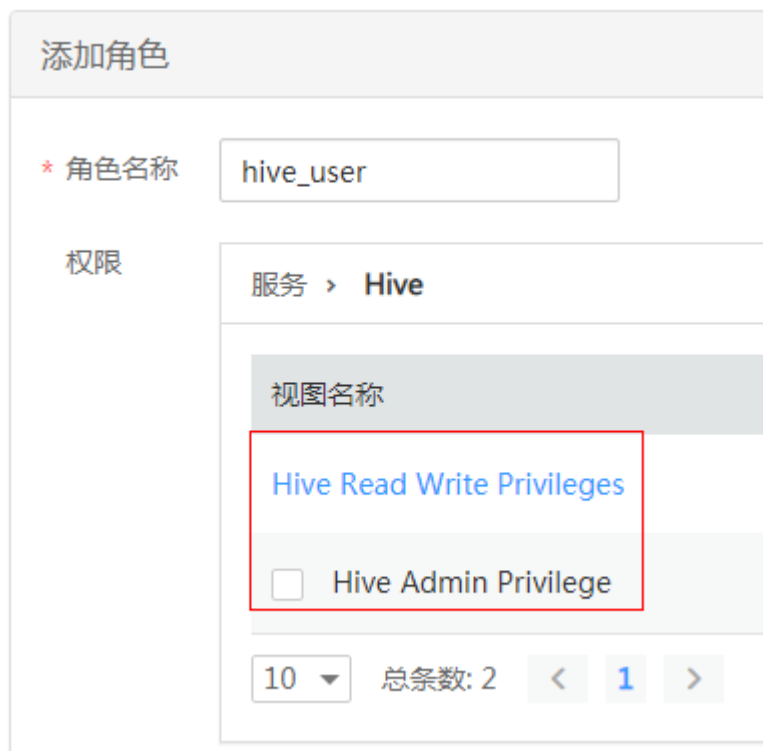 添加角色
* 角色名称 hive_user
权限
服务 > Hive
视图名称
Hive Read Write Privileges
Hive Admin Privilege
10 总条数: 2 < 1 >